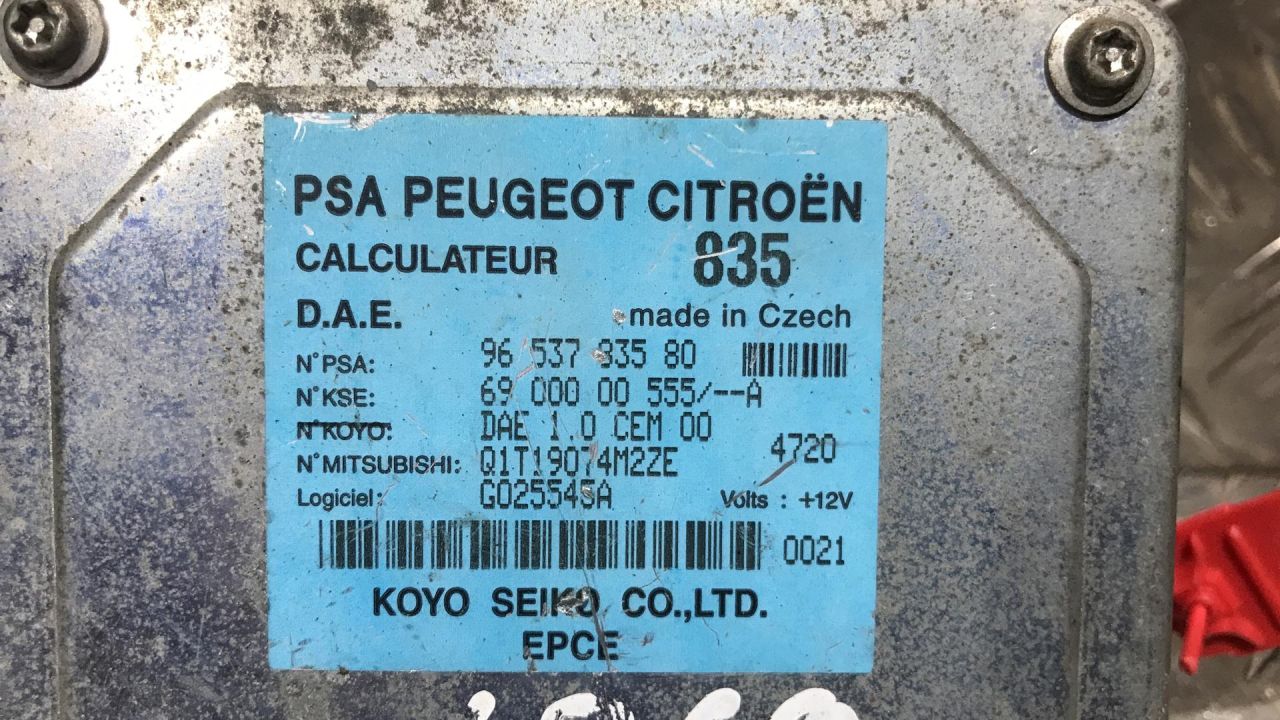 PSA PEUGEOT CITROËN
CALCULATEUR 835
D.A.E. made in Czech
N°PSA: 96 537 835 80
N°KSE: 69 000 00 555/--A
N°KOYO: DAE 1.0 CEM 00
N°MITSUBISHI: Q1T19074M2ZE 4720
Logiciel: G025545A Volts : +12V
0021
KOYO SEIKO CO.,LTD.
EPCE